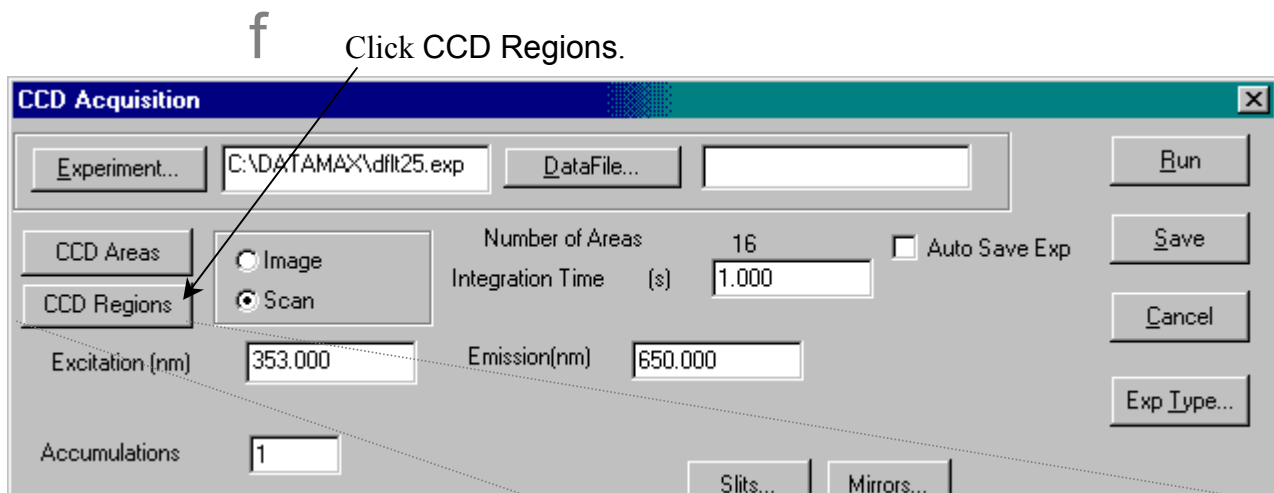 f Click CCD Regions.
CCD Acquisition
Experiment... C:\DATAMAX\dflt25.exp DataFile... Run
CCD Areas Image Number of Areas 16 Auto Save Exp Save
Integration Time (s) 1.000
CCD Regions Scan Cancel
Excitation (nm) 353.000 Emission(nm) 650.000
Exp Type...
Accumulations 1
Slits... Mirrors...